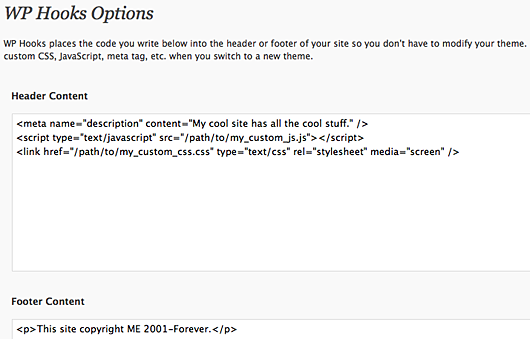 WP Hooks Options
WP Hooks places the code you write below into the header or footer of your site so you don't have to modify your theme.
custom CSS, JavaScript, meta tag, etc. when you switch to a new theme.
Header Content
<meta name="description" content="My cool site has all the cool stuff." />
<script type="text/javascript" src="/path/to/my_custom_js.js"></script>
<link href="/path/to/my_custom_css.css" type="text/css" rel="stylesheet" media="screen" />
Footer Content
<p>This site copyright ME 2001-Forever.</p>